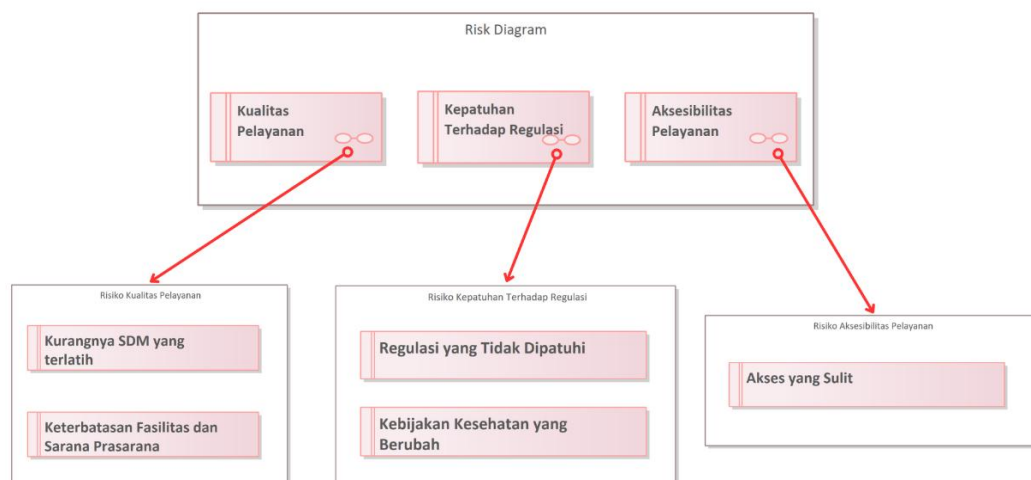 Risk Diagram
Kualitas
Pelayanan
Kepatuhan
Terhadap Regulasi
Aksesibilitas
Pelayanan
Risiko Kualitas Pelayanan
Kurangnya SDM yang
terlatih
Keterbatasan Fasilitas dan
Sarana Prasarana
Risiko Kepatuhan Terhadap Regulasi
Regulasi yang Tidak Dipatuhi
Kebijakan Kesehatan yang
Berubah
Risiko Aksesibilitas Pelayanan
Akses yang Sulit